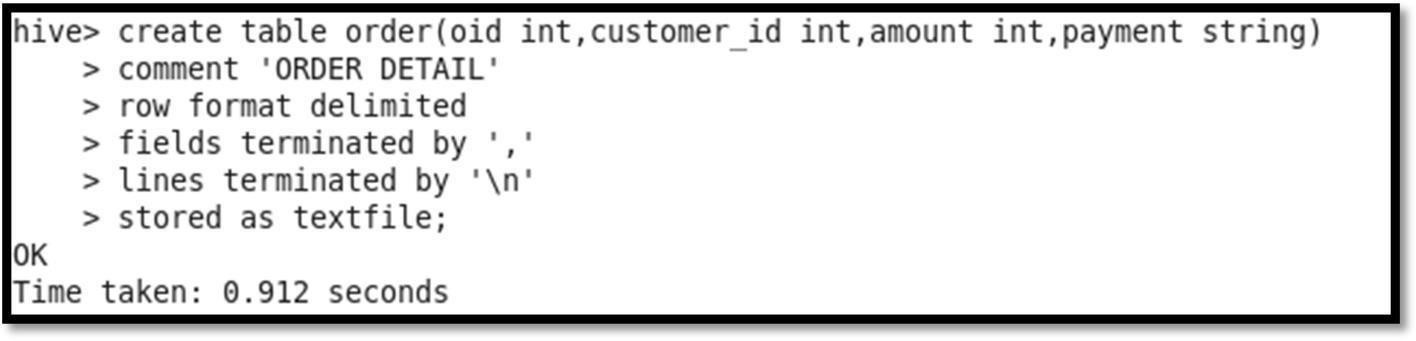 hive> create table order(oid int,customer_id int,amount int,payment string)
    > comment 'ORDER DETAIL'
    > row format delimited
    > fields terminated by ','
    > lines terminated by '\n'
    > stored as textfile;
OK
Time taken: 0.912 seconds